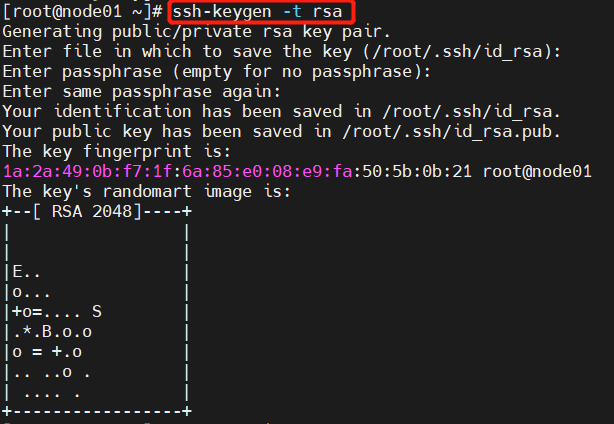 [root@node01 ~]# ssh-keygen -t rsa
Generating public/private rsa key pair.
Enter file in which to save the key (/root/.ssh/id_rsa):
Enter passphrase (empty for no passphrase):
Enter same passphrase again:
Your identification has been saved in /root/.ssh/id_rsa.
Your public key has been saved in /root/.ssh/id_rsa.pub.
The key fingerprint is:
1a:2a:49:0b:f7:1f:6a:85:e0:08:e9:fa:50:5b:0b:21 root@node01
The key's randomart image is:
+--[ RSA 2048]----+
|                 |
|                 |
|E..              |
|o...             |
|+o=.... S        |
|.*.B.o.o         |
|o = +.o          |
|.. ..o .         |
| .... .          |
+-----------------+